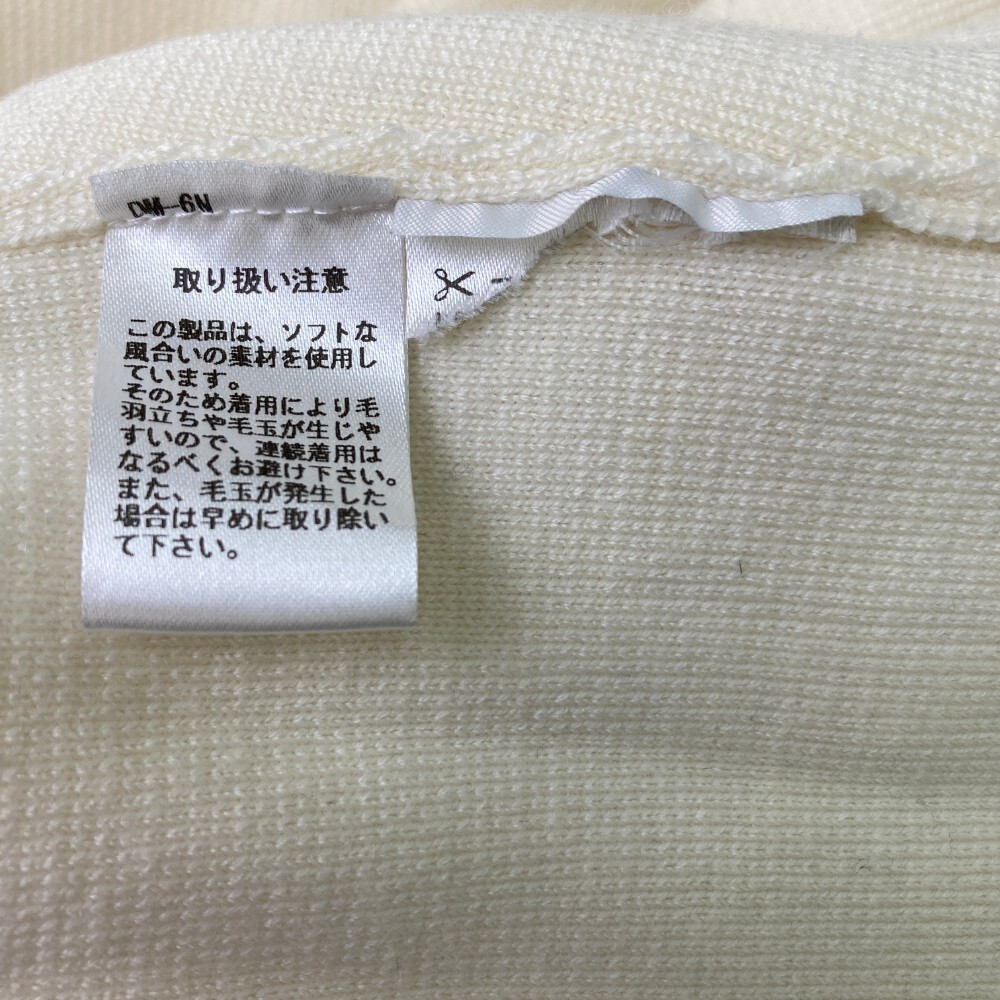 DM-6N
取り扱い注意
この製品は、ソフトな
風合いの素材を使用し
ています。
そのため着用により毛
羽立ちや毛玉が生じや
すいので、連続着用は
なるべくお避け下さい。
また、毛玉が発生した
場合は早めに取り除い
て下さい。